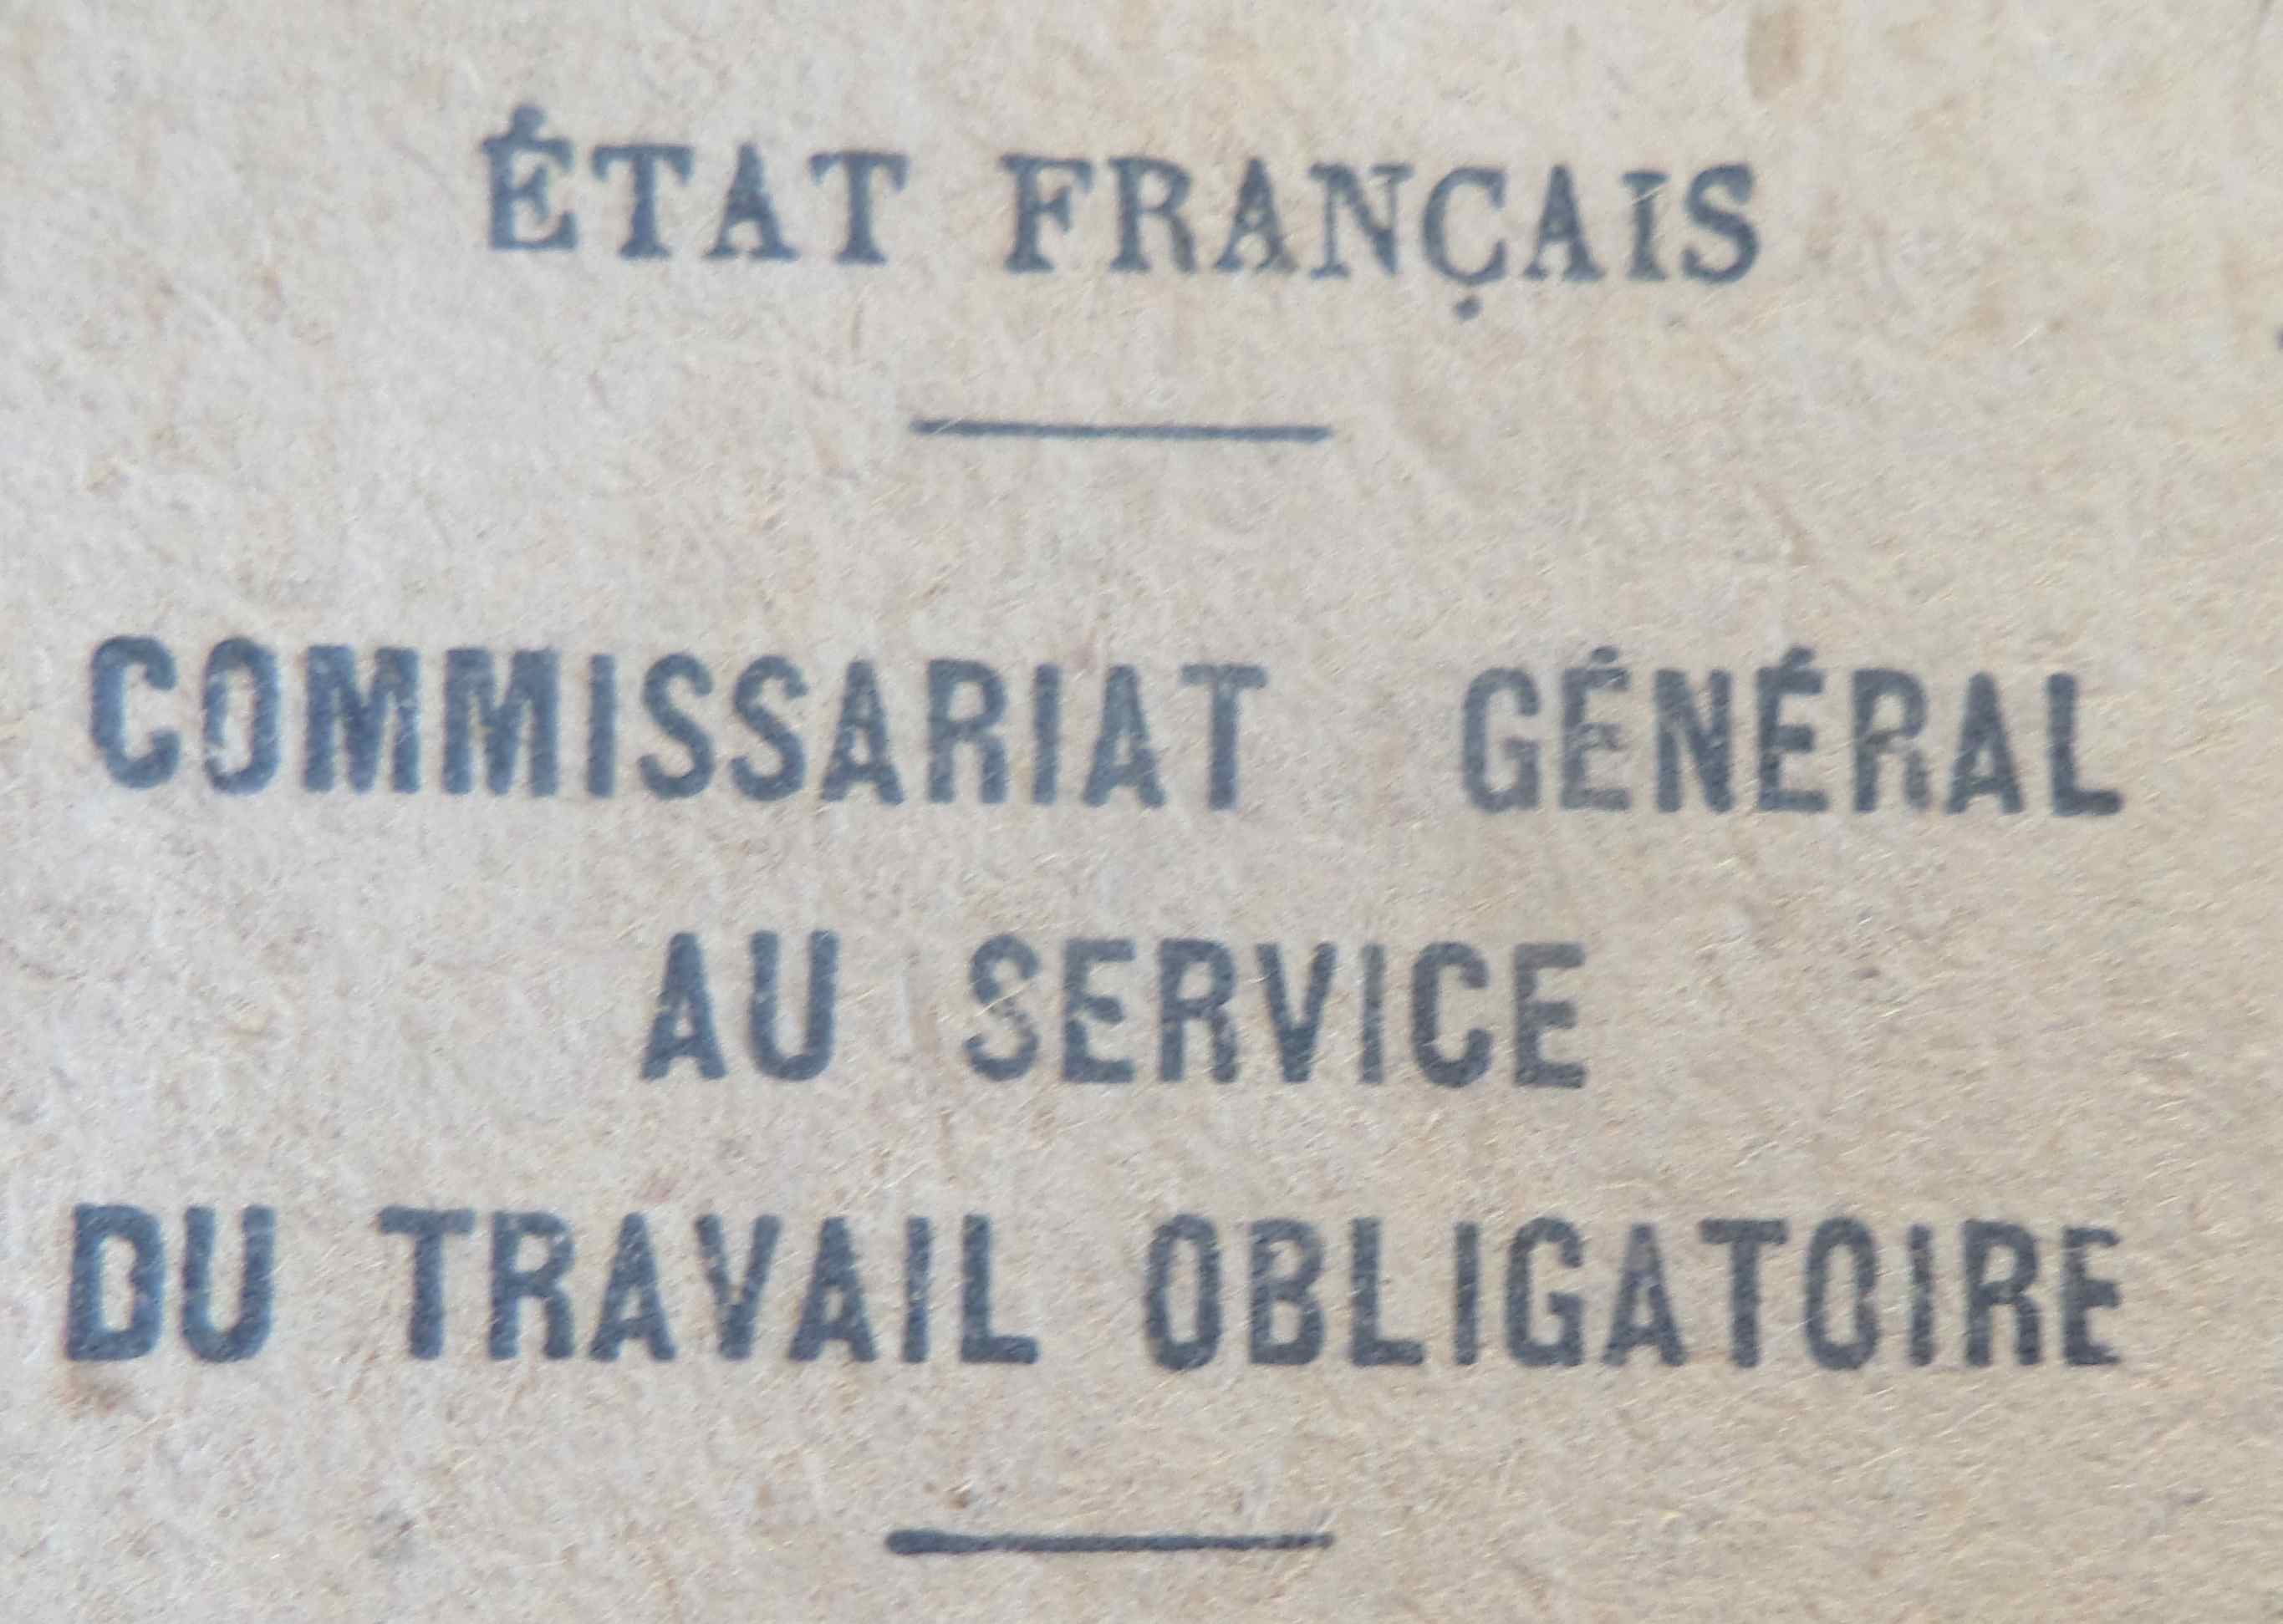 ÉTAT FRANÇAIS
COMMISSARIAT GÉNÉRAL
AU SERVICE
DU TRAVAIL OBLIGATOIRE